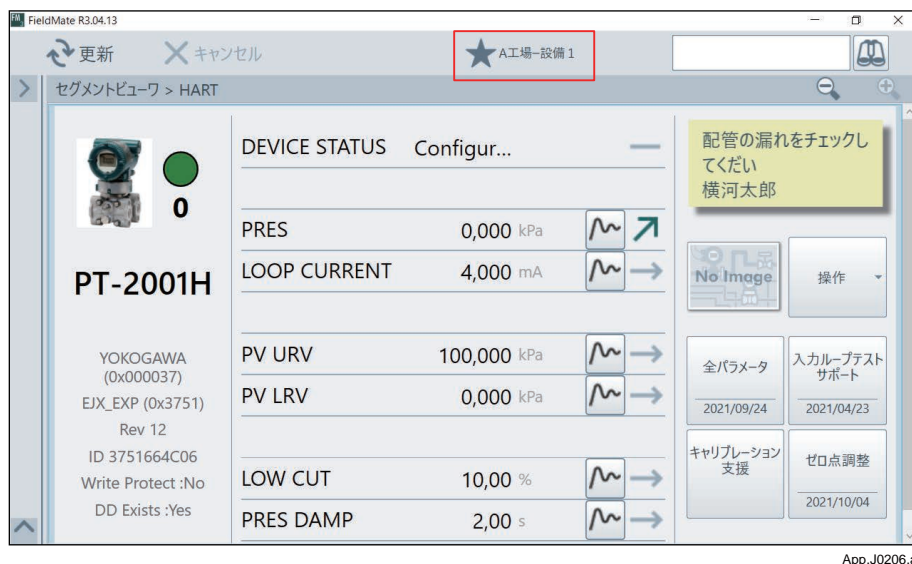 FM FieldMate R3.04.13
更新 キャンセル A工場−設備 1
セグメントビューワ > HART
0
PT-2001H
YOKOGAWA
(0x000037)
EJX_EXP (0x3751)
Rev 12
ID 3751664C06
Write Protect :No
DD Exists :Yes
DEVICE STATUS Configur...
PRES 0,000 kPa
LOOP CURRENT 4,000 mA
PV URV 100,000 kPa
PV LRV 0,000 kPa
LOW CUT 10,00 %
PRES DAMP 2,00 s
配管の漏れをチェックし
てくだい
横河太郎
No Image
操作
全パラメータ
2021/09/24
入力ループテスト
サポート
2021/04/23
キャリブレーション
支援
ゼロ点調整
2021/10/04